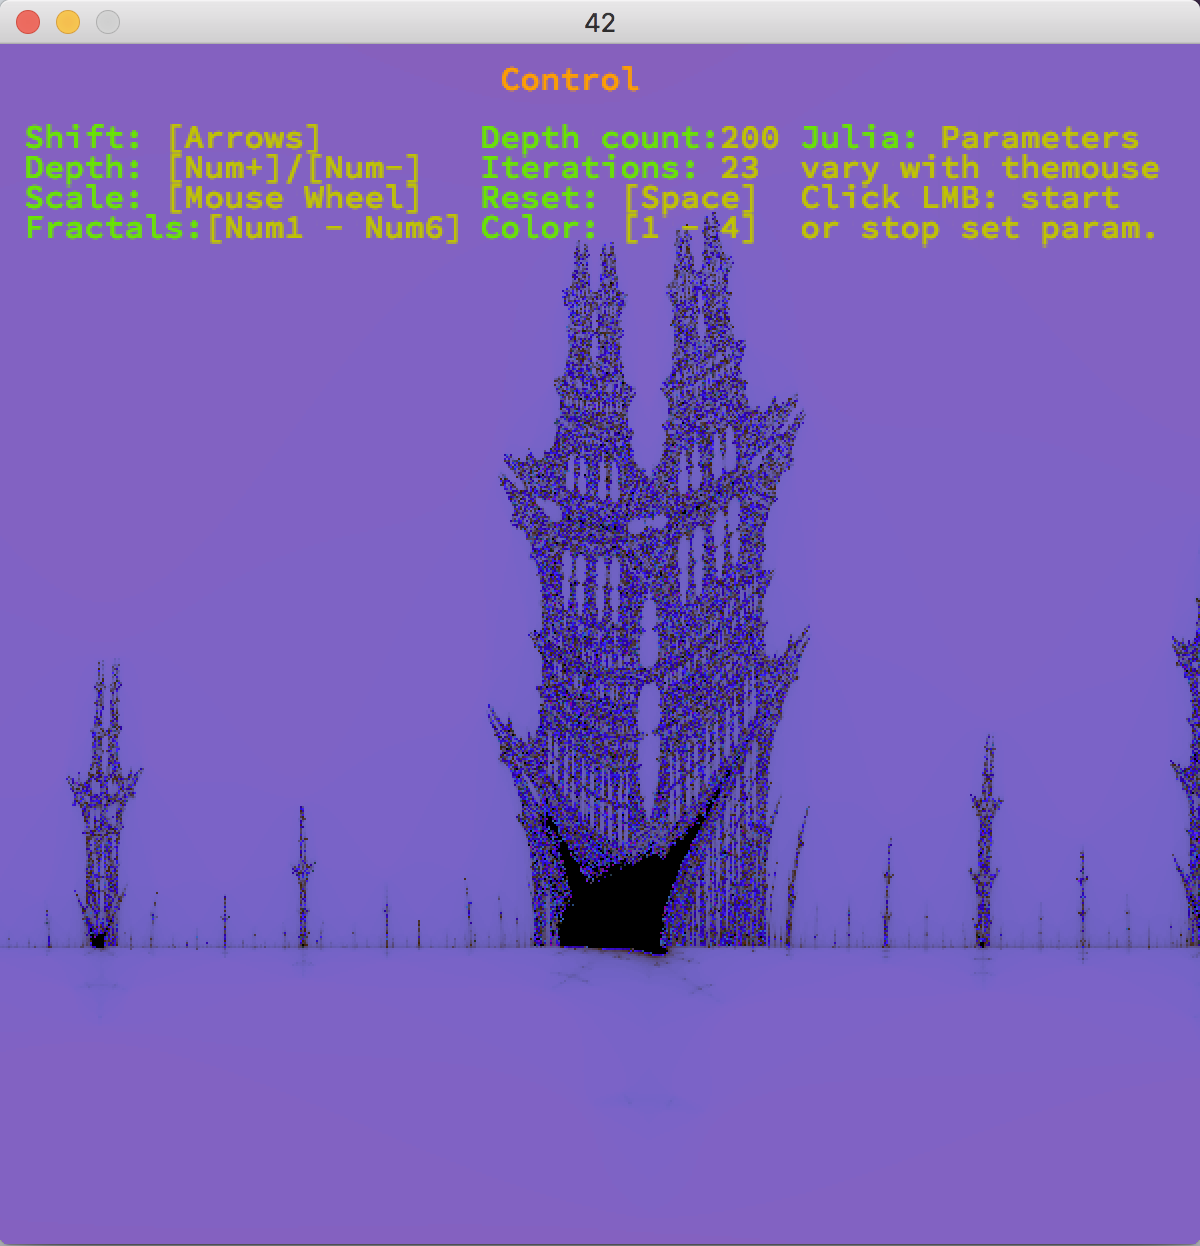 42
Control
Shift: [Arrows] Depth count:200 Julia: Parameters
Depth: [Num+]/[Num-] Iterations: 23 vary with themouse
Scale: [Mouse Wheel] Reset: [Space] Click LMB: start
Fractals:[Num1 - Num6] Color: [1 - 4] or stop set param.